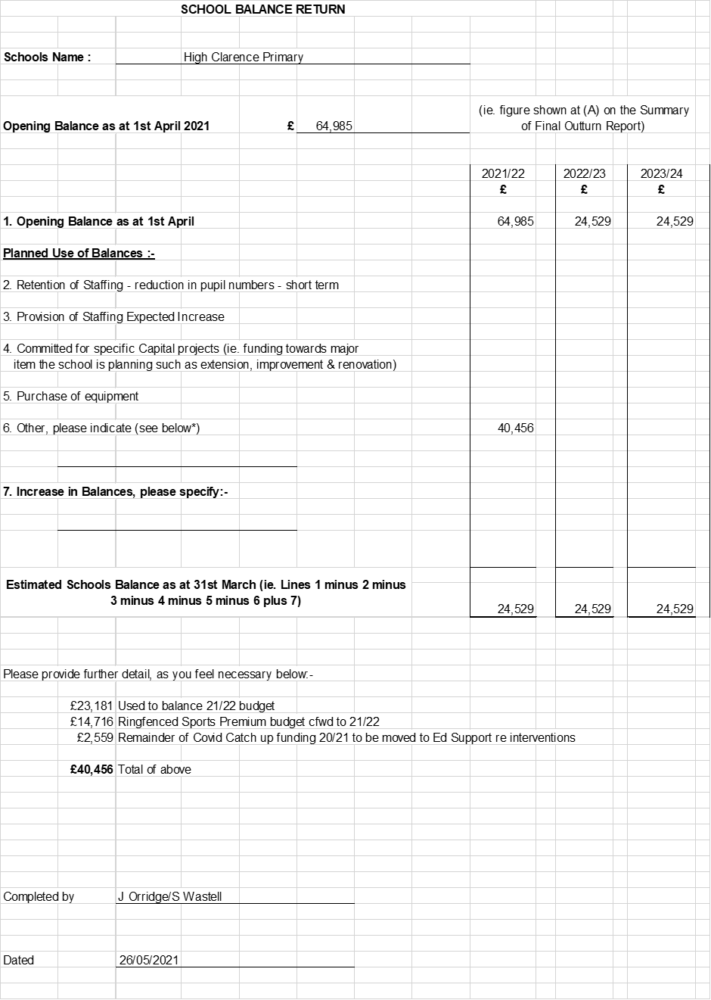 SCHOOL BALANCE RETURN
Schools Name : High Clarence Primary
(ie. figure shown at (A) on the Summary
Opening Balance as at 1st April 2021 £ 64,985 of Final Outturn Report)
2021/22 2022/23 2023/24
£ £ £
1. Opening Balance as at 1st April 64,985 24,529 24,529
Planned Use of Balances :-
2. Retention of Staffing - reduction in pupil numbers - short term
3. Provision of Staffing Expected Increase
4. Committed for specific Capital projects (ie. funding towards major
item the school is planning such as extension, improvement & renovation)
5. Purchase of equipment
6. Other, please indicate (see below*) 40,456
7. Increase in Balances, please specify:-
Estimated Schools Balance as at 31st March (ie. Lines 1 minus 2 minus
3 minus 4 minus 5 minus 6 plus 7)
24,529 24,529 24,529
Please provide further detail, as you feel necessary below:-
£23,181 Used to balance 21/22 budget
£14,716 Ringfenced Sports Premium budget cfwd to 21/22
£2,559 Remainder of Covid Catch up funding 20/21 to be moved to Ed Support re interventions
£40,456 Total of above
Completed by J Orridge/S Wastell
Dated 26/05/2021